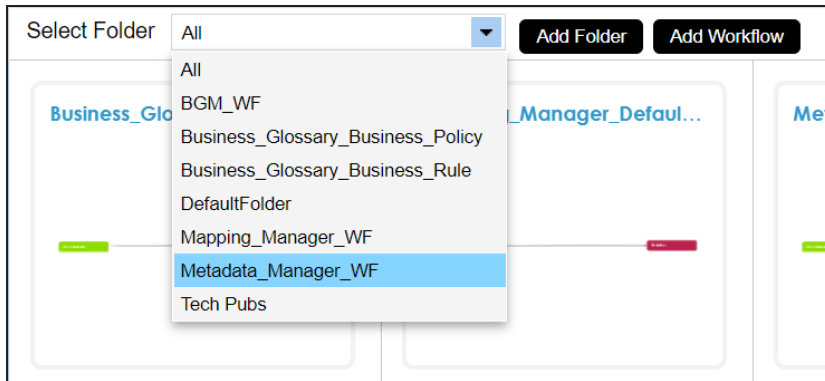 Select Folder All Add Folder Add Workflow
All
BGM_WF
Business_Glossary_Business_Policy
Business_Glossary_Business_Rule
DefaultFolder
Mapping_Manager_WF
Metadata_Manager_WF
Tech Pubs
Business_Glo
_Manager_Defaul...
Me